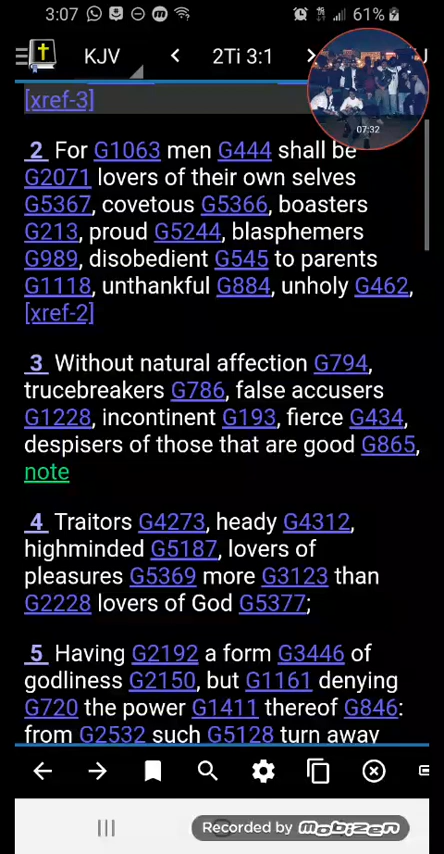 3:07 61%
KJV 2Ti 3:1
07:32
[xref-3]
2 For G1063 men G444 shall be
G2071 lovers of their own selves
G5367, covetous G5366, boasters
G213, proud G5244, blasphemers
G989, disobedient G545 to parents
G1118, unthankful G884, unholy G462,
[xref-2]
3 Without natural affection G794,
trucebreakers G786, false accusers
G1228, incontinent G193, fierce G434,
despisers of those that are good G865,
note
4 Traitors G4273, heady G4312,
highminded G5187, lovers of
pleasures G5369 more G3123 than
G2228 lovers of God G5377;
5 Having G2192 a form G3446 of
godliness G2150, but G1161 denying
G720 the power G1411 thereof G846:
from G2532 such G5128 turn away
Recorded by Mobizen